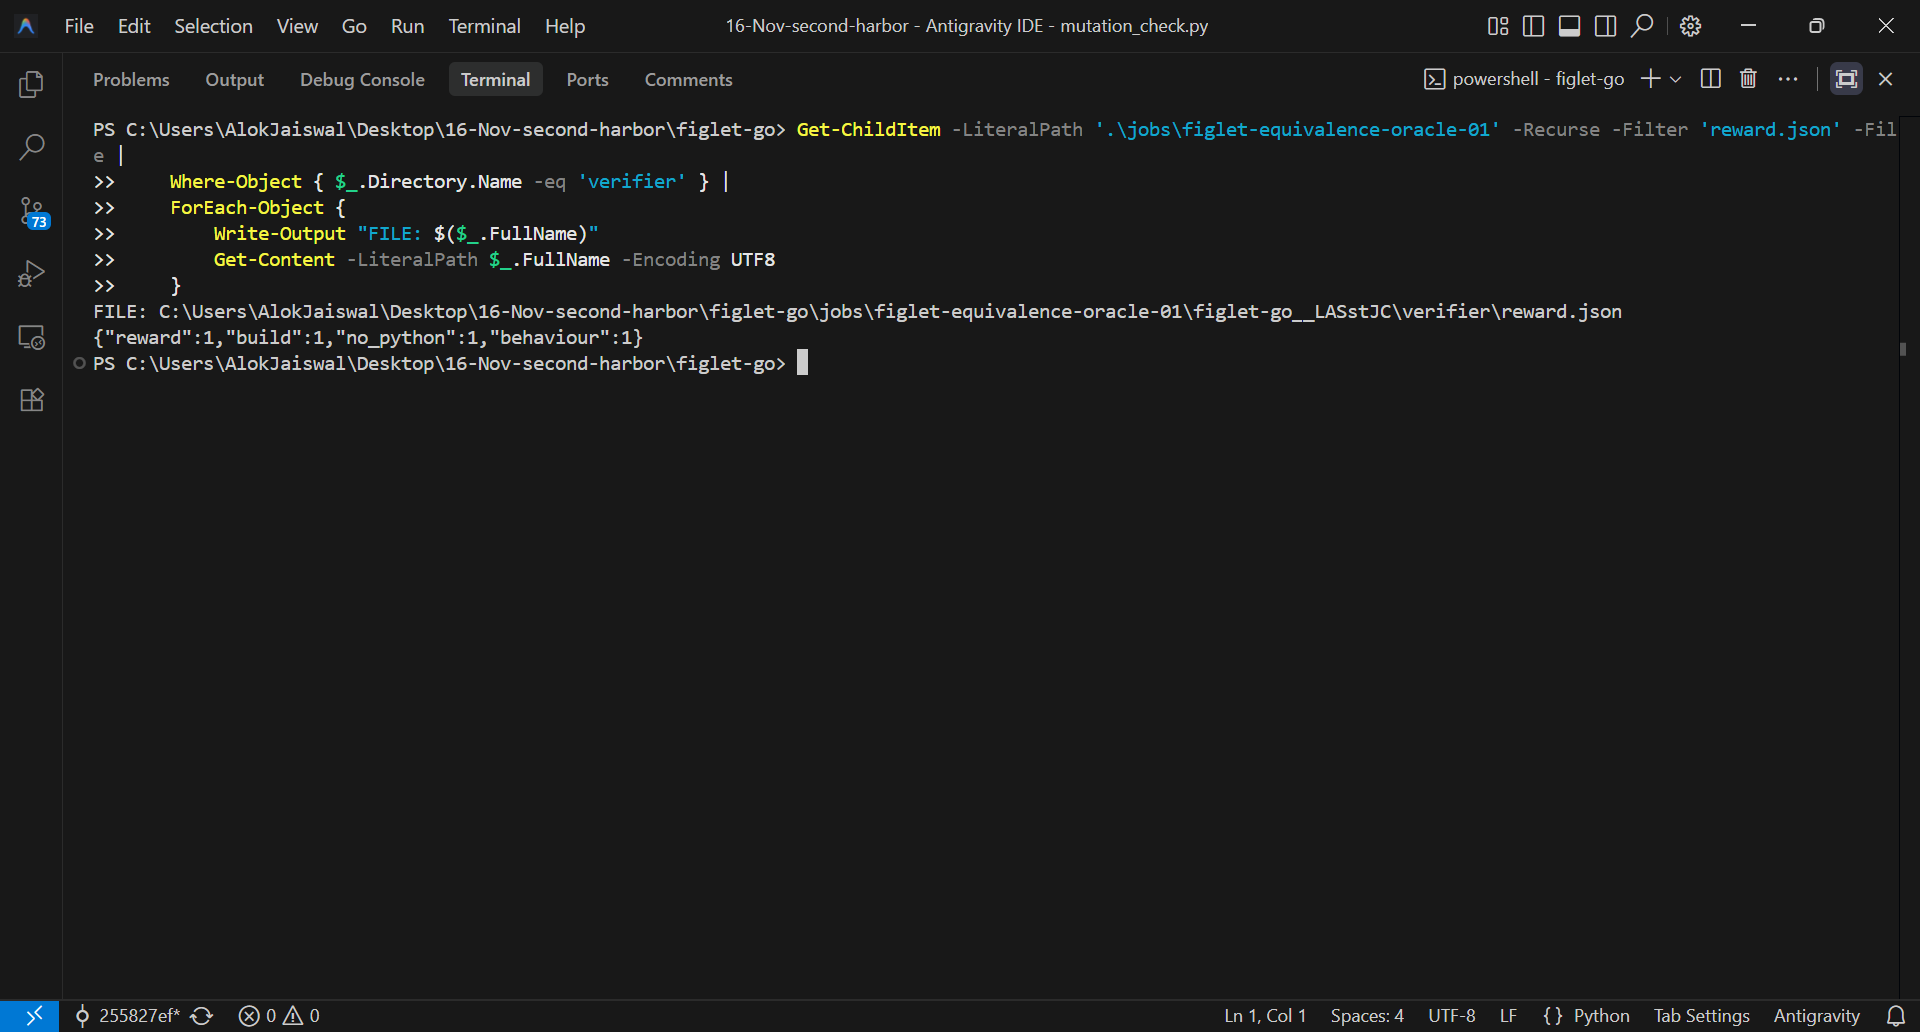 File Edit Selection View Go Run Terminal Help 16-Nov-second-harbor - Antigravity IDE - mutation_check.py
Problems Output Debug Console Terminal Ports Comments powershell - figlet-go
PS C:\Users\AlokJaiswal\Desktop\16-Nov-second-harbor\figlet-go> Get-ChildItem -LiteralPath '.\jobs\figlet-equivalence-oracle-01' -Recurse -Filter 'reward.json' -Fil
e |
>> Where-Object { $_.Directory.Name -eq 'verifier' } |
>> ForEach-Object {
>> Write-Output "FILE: $($_.FullName)"
>> Get-Content -LiteralPath $_.FullName -Encoding UTF8
>> }
FILE: C:\Users\AlokJaiswal\Desktop\16-Nov-second-harbor\figlet-go\jobs\figlet-equivalence-oracle-01\figlet-go__LASstJC\verifier\reward.json
{"reward":1,"build":1,"no_python":1,"behaviour":1}
PS C:\Users\AlokJaiswal\Desktop\16-Nov-second-harbor\figlet-go>
73
255827ef* 0 0 Ln 1, Col 1 Spaces: 4 UTF-8 LF {} Python Tab Settings Antigravity